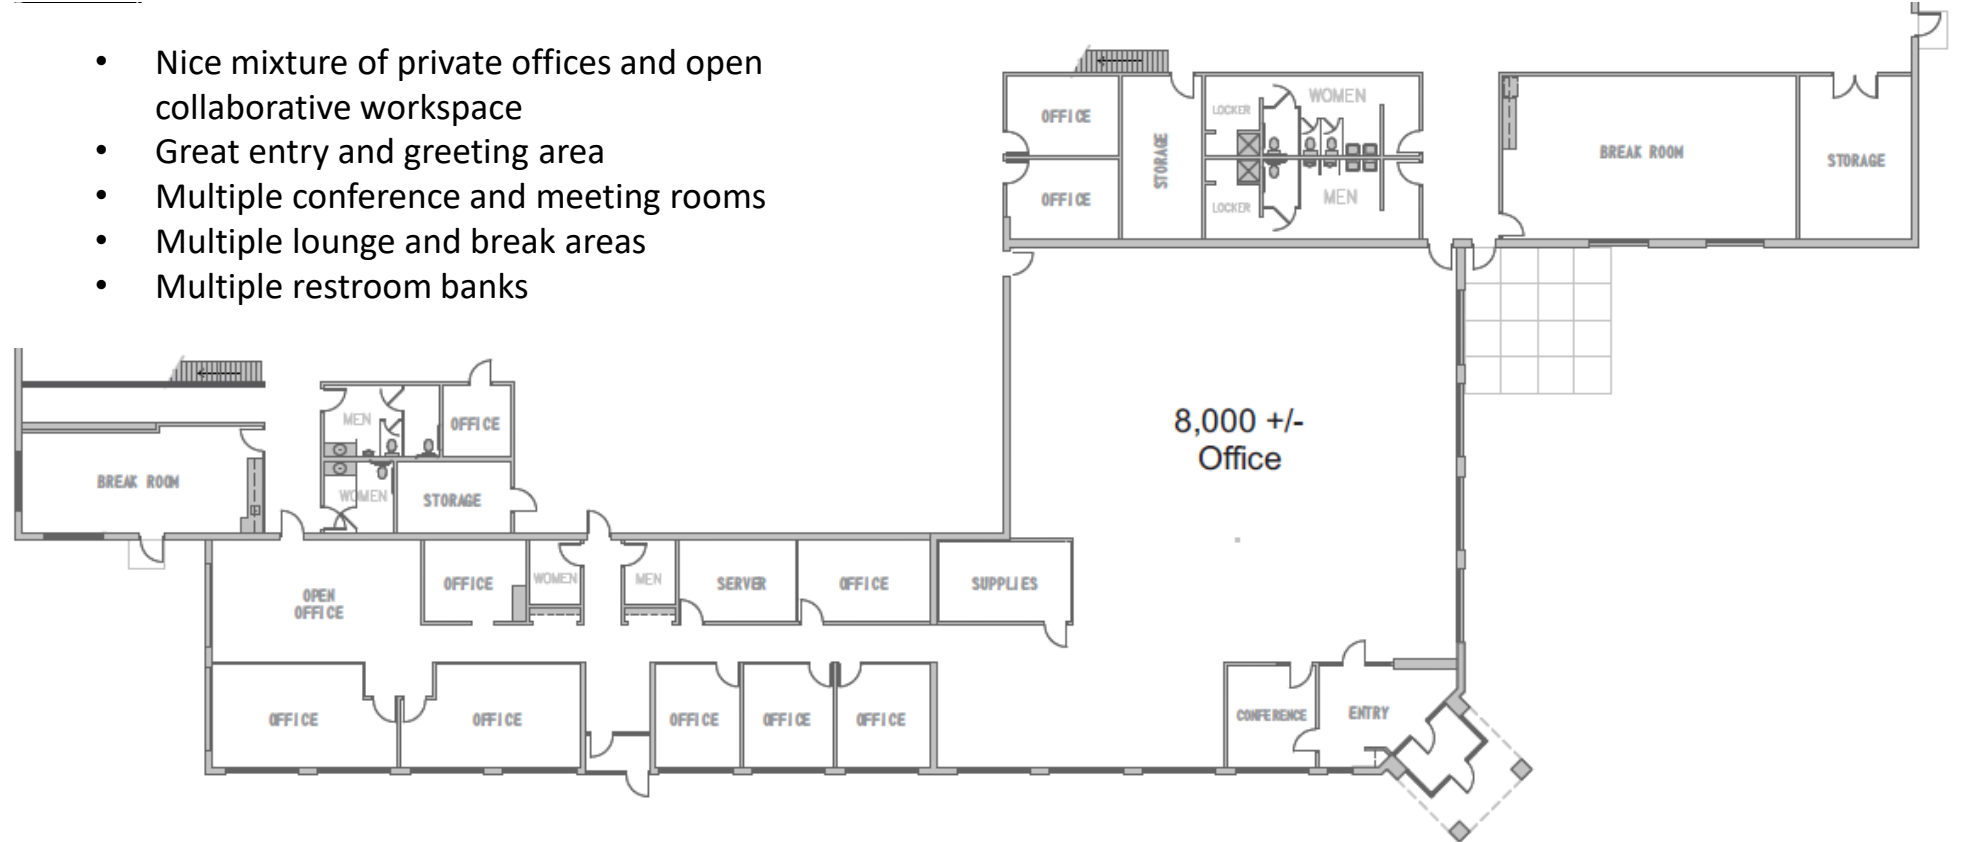 • Nice mixture of private offices and open
collaborative workspace
• Great entry and greeting area
• Multiple conference and meeting rooms
• Multiple lounge and break areas
• Multiple restroom banks
OFFICE
STORAGE
LOCKER
WOMEN
BREAK ROOM
STORAGE
OFFICE
LOCKER
MEN
8,000 +/-
Office
MEN
OFFICE
BREAK ROOM
WOMEN
STORAGE
OPEN
OFFICE
OFFICE
WOMEN
MEN
SERVER
OFFICE
SUPPLIES
OFFICE
OFFICE
OFFICE
OFFICE
OFFICE
CONFERENCE
ENTRY